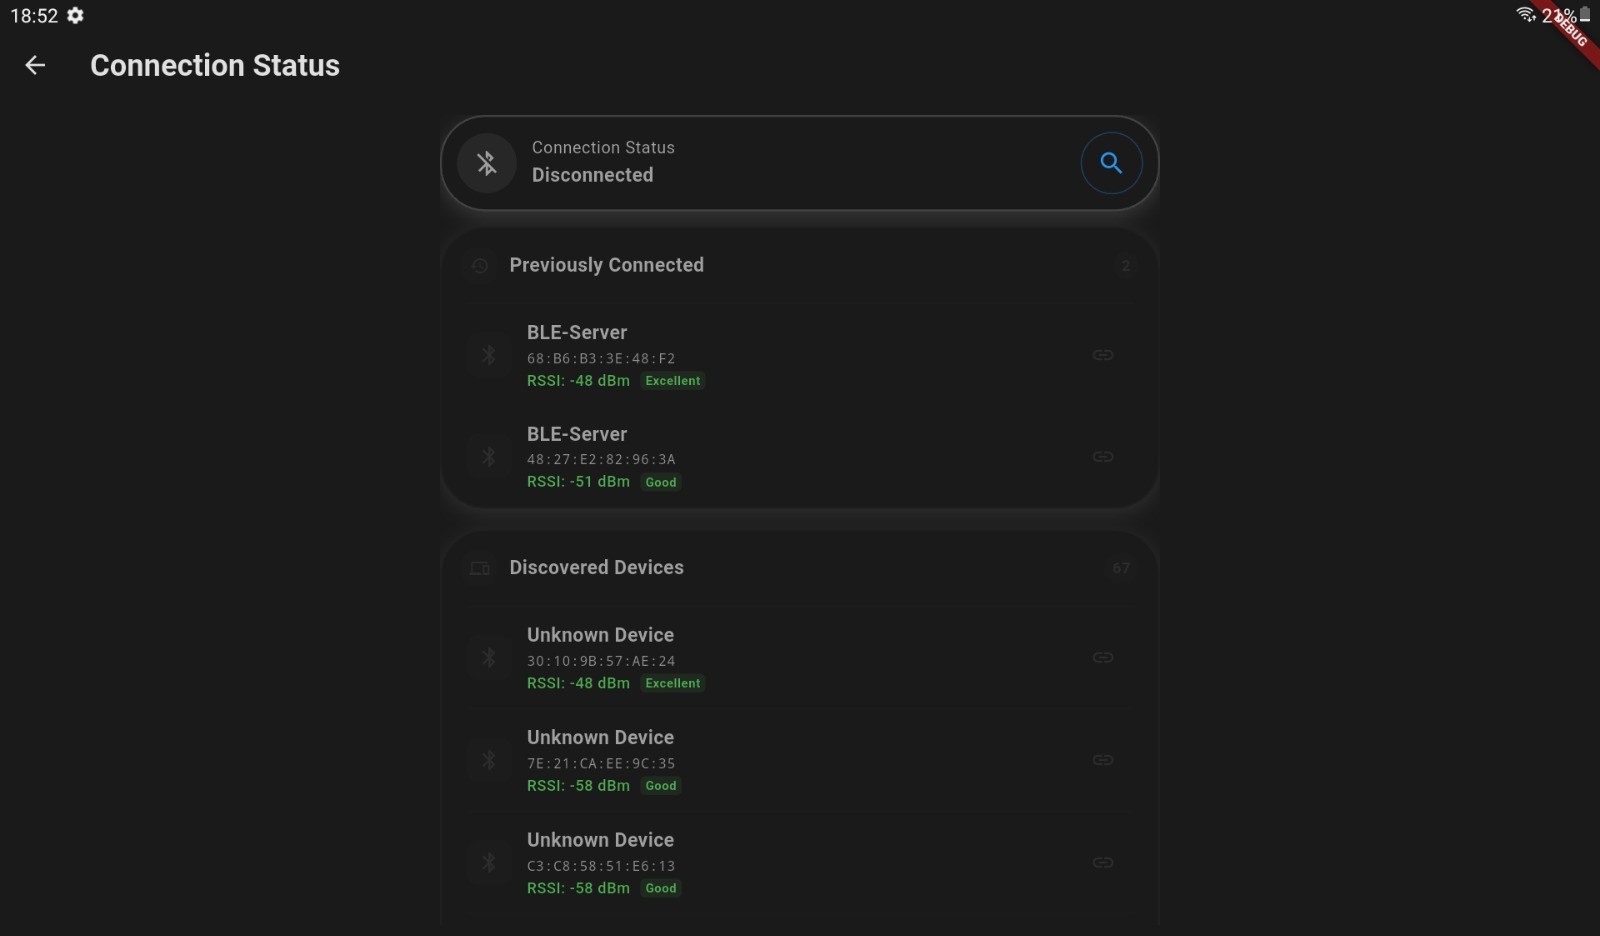 18:52
21%
DEBUG
Connection Status
Connection Status
Disconnected
Previously Connected
2
BLE-Server
68:B6:B3:3E:48:F2
RSSI: -48 dBm Excellent
BLE-Server
48:27:E2:82:96:3A
RSSI: -51 dBm Good
Discovered Devices
67
Unknown Device
30:10:9B:57:AE:24
RSSI: -48 dBm Excellent
Unknown Device
7E:21:CA:EE:9C:35
RSSI: -58 dBm Good
Unknown Device
C3:C8:58:51:E6:13
RSSI: -58 dBm Good